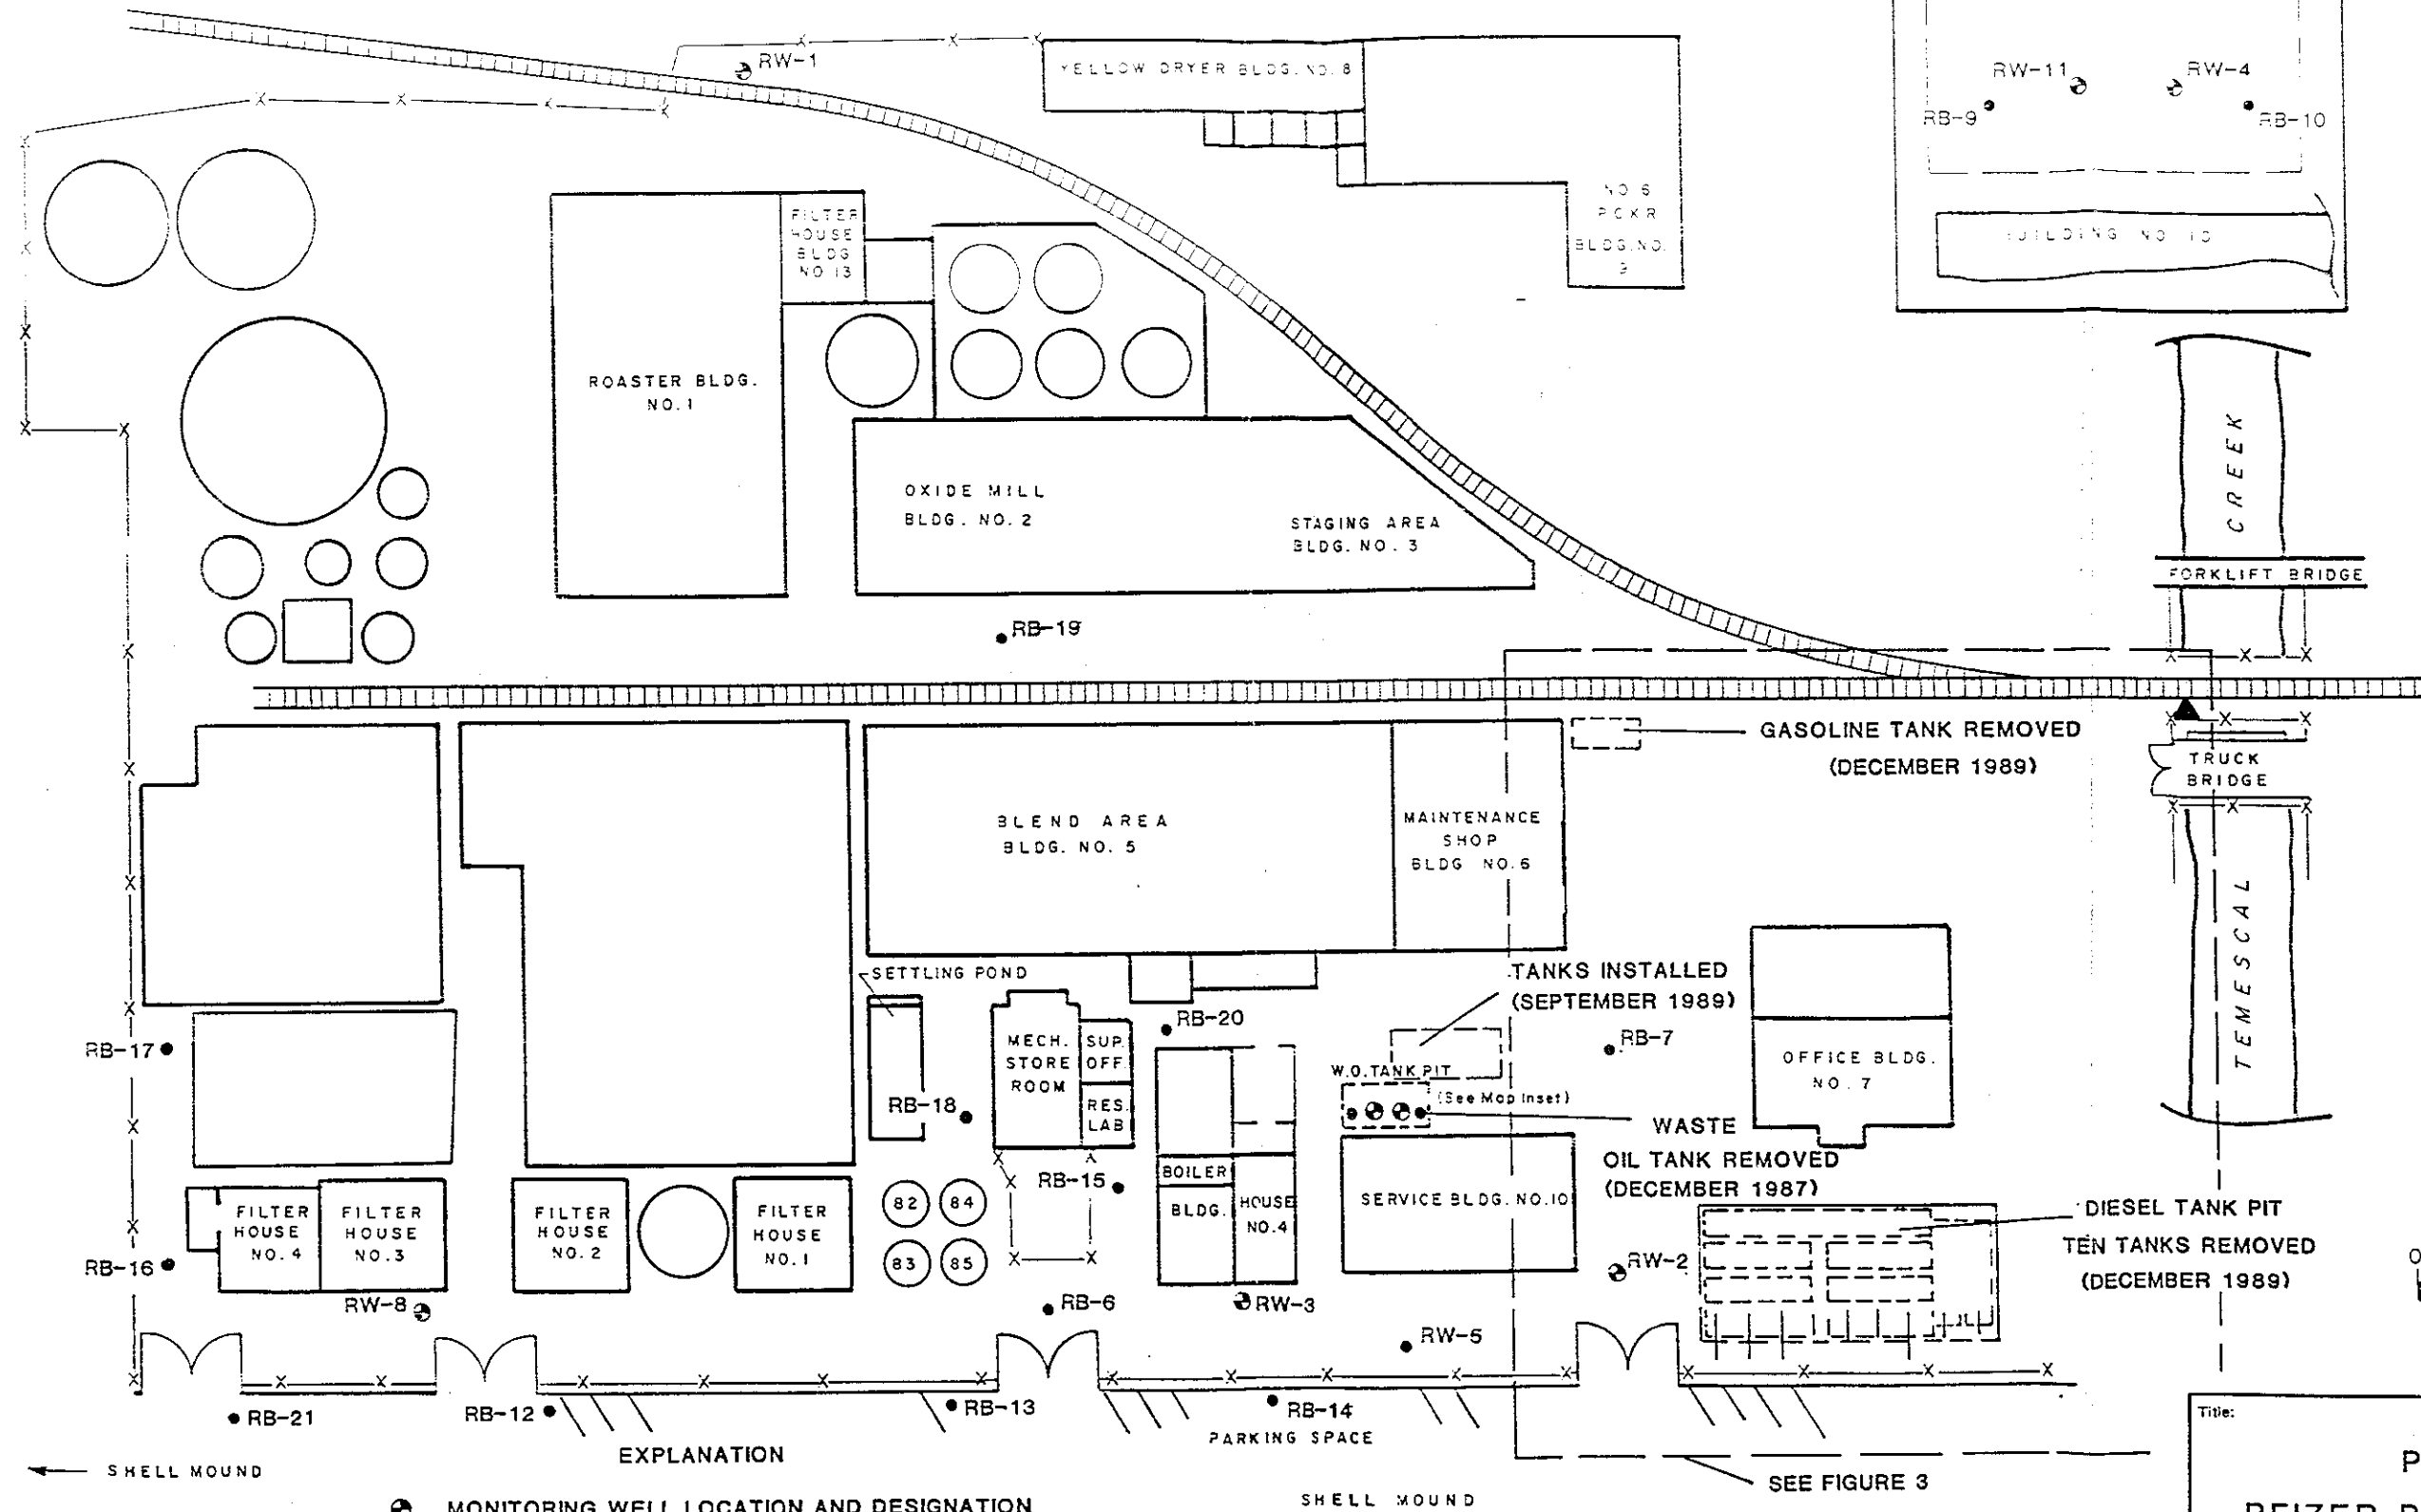 RW-1
YELLOW DRYER BLDG. NO. 8
RW-11
RW-4
RB-9
RB-10
FILTER
HOUSE
BLDG
NO 13
NO 6
PCKR
BLDG. NO.
9
BUILDING NO 10
ROASTER BLDG.
NO. 1
CREEK
OXIDE MILL
BLDG. NO. 2
STAGING AREA
BLDG. NO. 3
FORKLIFT BRIDGE
RB-19
GASOLINE TANK REMOVED
(DECEMBER 1989)
TRUCK
BRIDGE
BLEND AREA
BLDG. NO. 5
MAINTENANCE
SHOP
BLDG NO. 6
TEMESCAL
SETTLING POND
TANKS INSTALLED
(SEPTEMBER 1989)
RB-20
RB-7
RB-17
MECH.
STORE
ROOM
SUP.
OFF.
RES.
LAB
OFFICE BLDG.
NO. 7
W.O. TANK PIT
(See Map Inset)
RB-18
WASTE
OIL TANK REMOVED
(DECEMBER 1987)
RB-15
BOILER
BLDG.
HOUSE
NO. 4
SERVICE BLDG. NO. 10
82
84
83
85
FILTER
HOUSE
NO. 4
FILTER
HOUSE
NO. 3
FILTER
HOUSE
NO. 2
FILTER
HOUSE
NO. 1
DIESEL TANK PIT
TEN TANKS REMOVED
(DECEMBER 1989)
RB-16
RW-2
RW-8
RB-6
RW-3
RW-5
RB-21
RB-12
RB-13
RB-14
PARKING SPACE
Title:
EXPLANATION
SHELL MOUND
SEE FIGURE 3
MONITORING WELL LOCATION AND DESIGNATION
SHELL MOUND